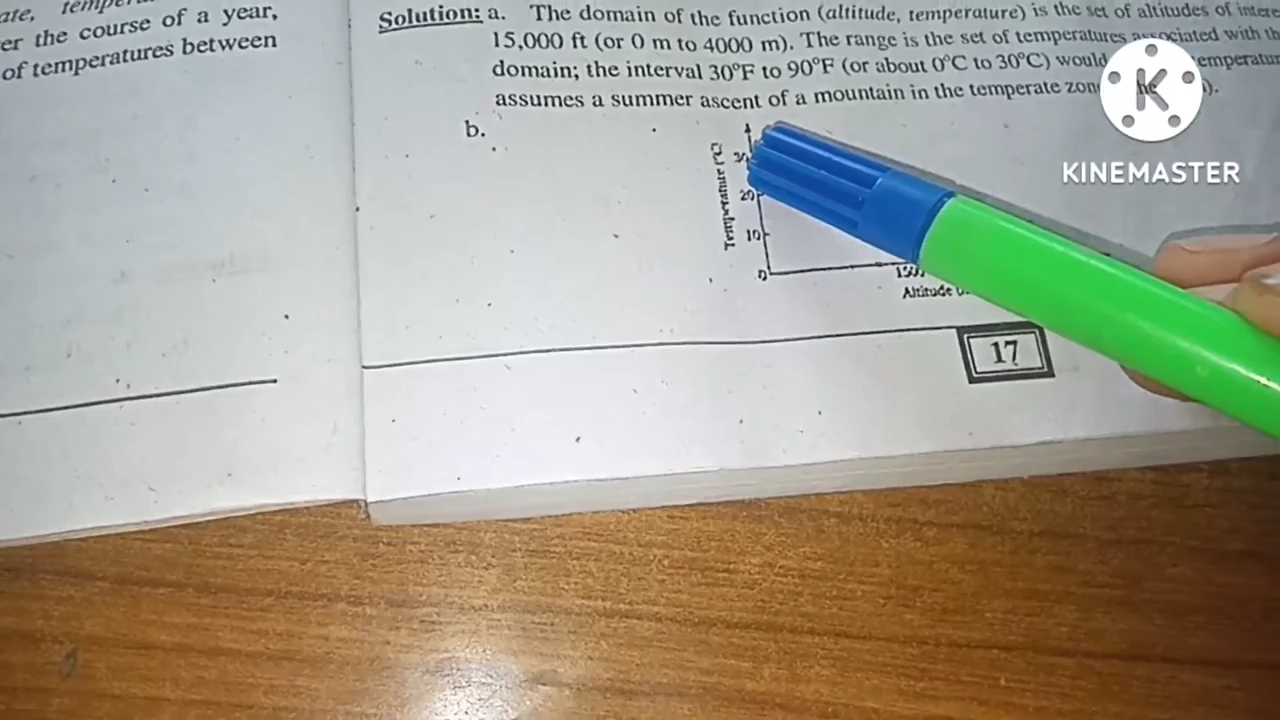 ate,
er the course of a year,
of temperatures between
Solution: a. The domain of the function (altitude, temperature) is the set of altitudes of
15,000 ft (or 0 m to 4000 m). The range is the set of temperatures associated with
domain; the interval 30°F to 90°F (or about 0°C to 30°C) would
assumes a summer ascent of a mountain in the temperate
b.
Temperature (°C)
20
10
0
Altitude
17
K
KINEMASTER